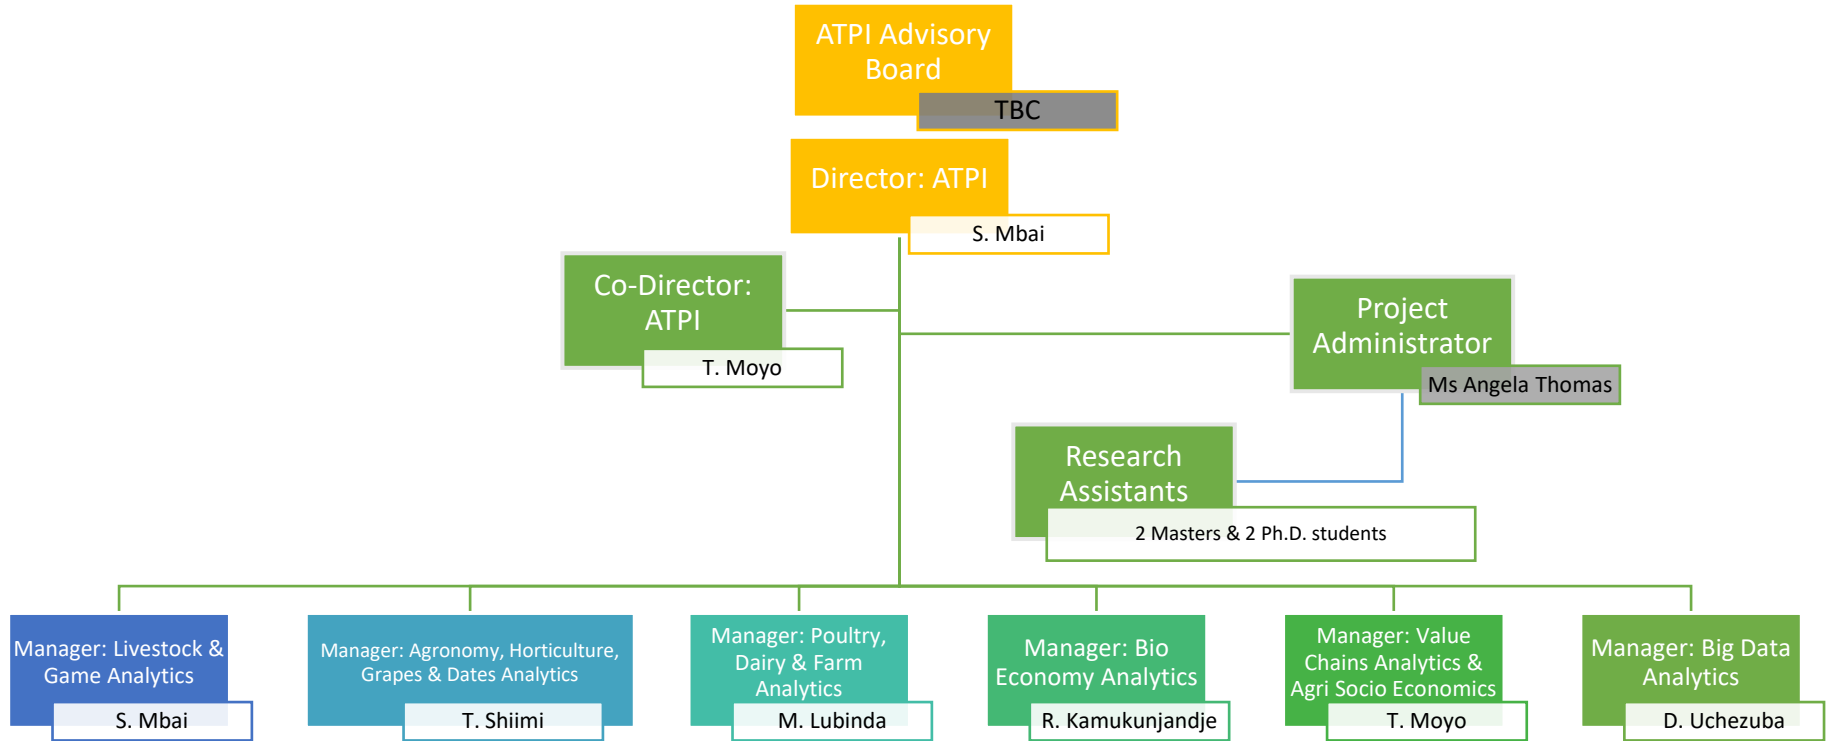 ATPI Advisory
Board
TBC
Director: ATPI
S. Mbai
Co-Director:
ATPI
T. Moyo
Project
Administrator
Ms Angela Thomas
Research
Assistants
2 Masters & 2 Ph.D. students
Manager: Livestock &
Game Analytics
S. Mbai
Manager: Agronomy, Horticulture,
Grapes & Dates Analytics
T. Shiimi
Manager: Poultry,
Dairy & Farm
Analytics
M. Lubinda
Manager: Bio
Economy Analytics
R. Kamukunjandje
Manager: Value
Chains Analytics &
Agri Socio Economics
T. Moyo
Manager: Big Data
Analytics
D. Uchezuba